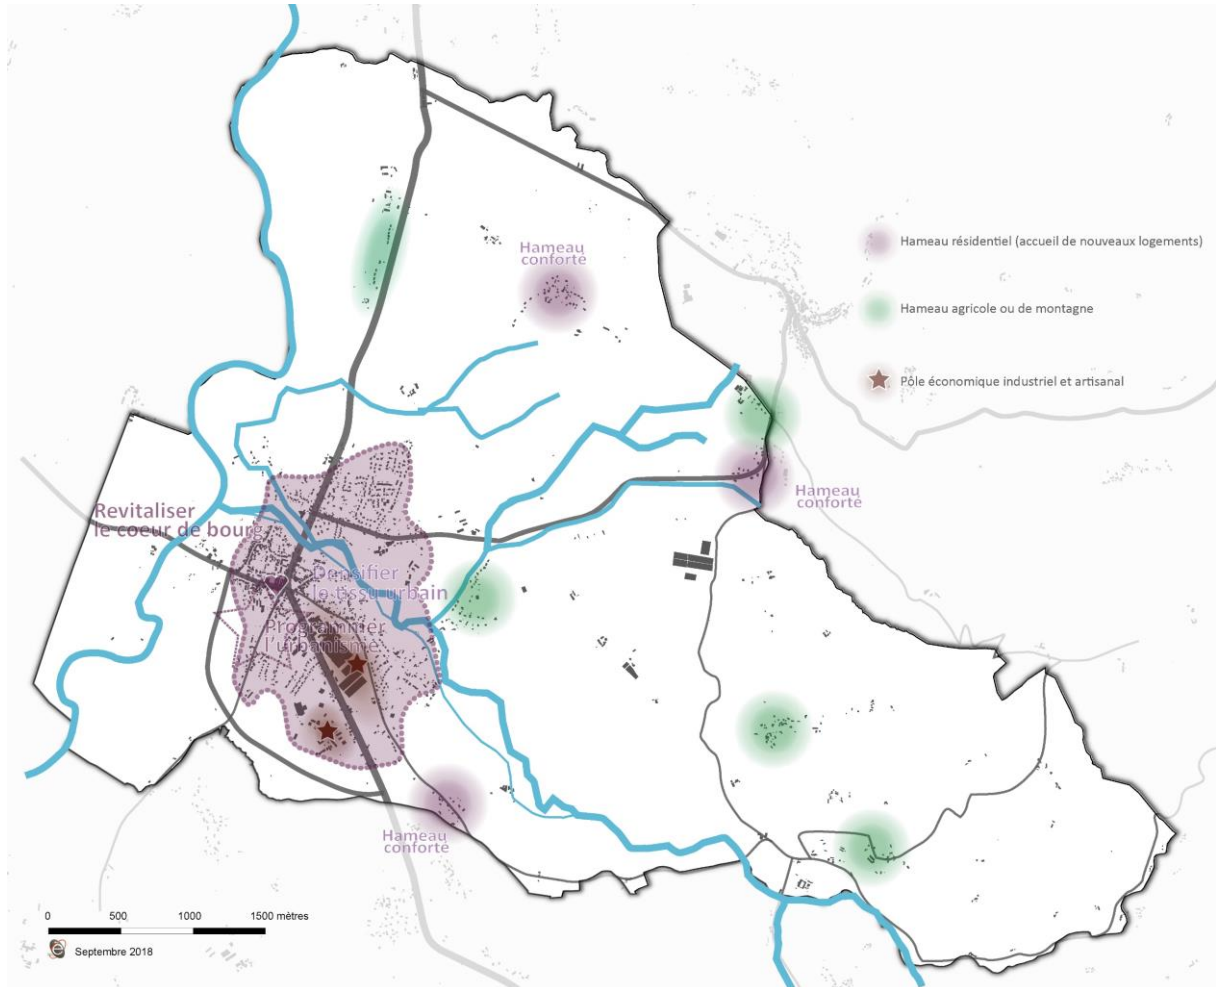 Hameau
conforté
Hameau résidentiel (accueil de nouveaux logements)
Hameau agricole ou de montagne
Pôle économique industriel et artisanal
Hameau
conforté
Revitaliser
le coeur de bourg
Densifier
le tissu urbain
Programmer
l'urbanisme
Hameau
conforté
0 500 1000 1500 mètres
Septembre 2018